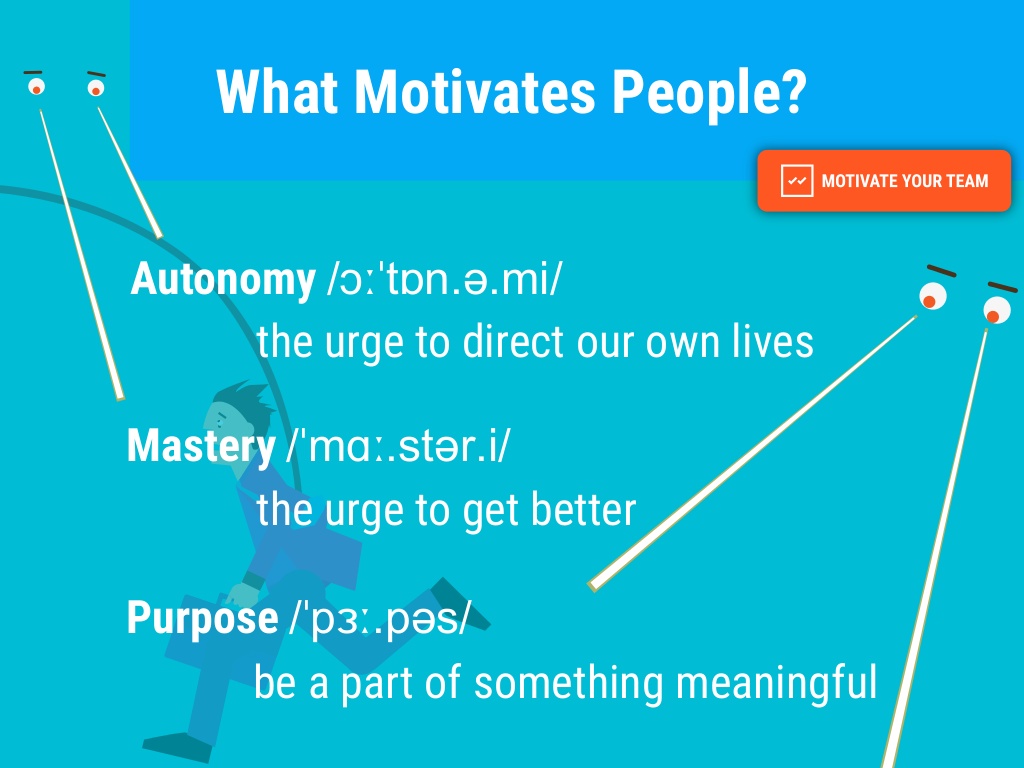 What Motivates People?
MOTIVATE YOUR TEAM
Autonomy /ɔːˈtɒn.ə.mi/
the urge to direct our own lives
Mastery /ˈmɑː.stər.i/
the urge to get better
Purpose /ˈpɜː.pəs/
be a part of something meaningful